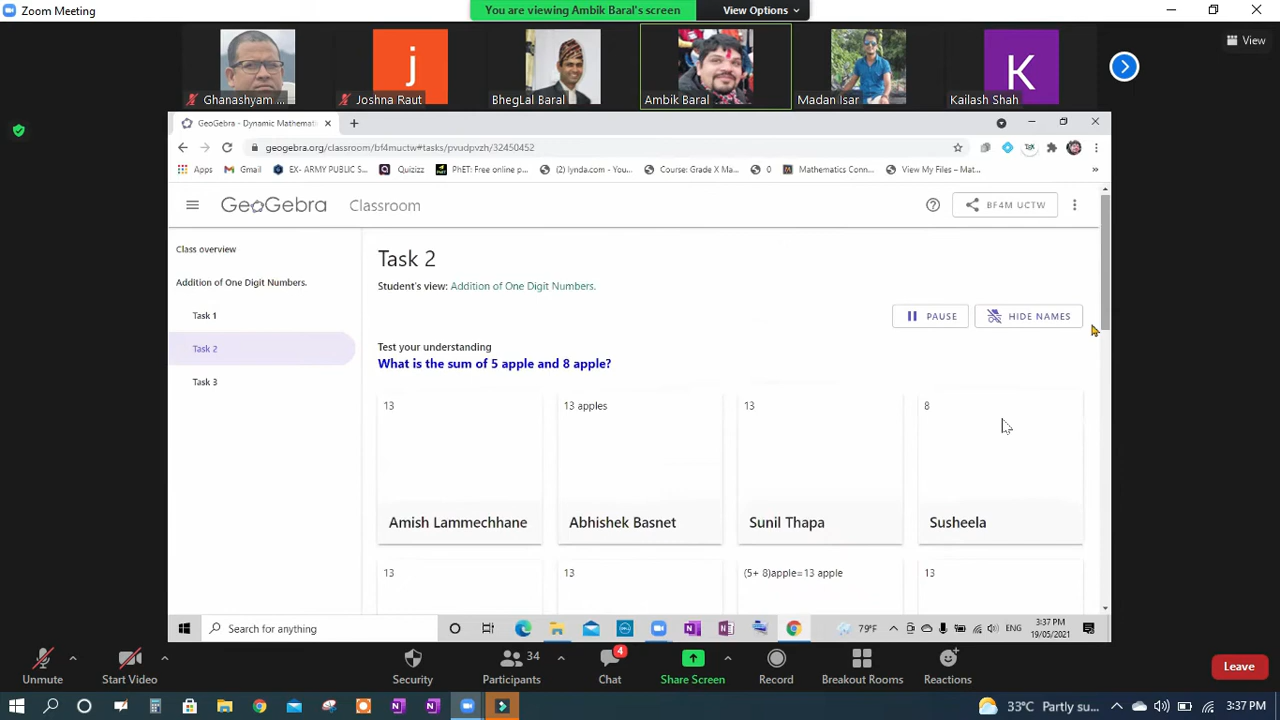 Zoom Meeting
You are viewing Ambik Baral's screen
View Options
View
Ghanashyam ...
j
Joshna Raut
BhegLal Baral
Ambik Baral
Madan Isar
K
Kailash Shah
GeoGebra - Dynamic Mathemati
geogebra.org/classroom/bf4muctw#tasks/pvudpvzh/32450452
Apps
Gmail
EX- ARMY PUBLIC S...
Quizizz
PhET: Free online p...
(2) lynda.com - You...
Course: Grade X Ma...
0
Mathematics Conn...
View My Files – Mat...
»
GeoGebra
Classroom
BF4M UCTW
Class overview
Addition of One Digit Numbers.
Task 1
Task 2
Task 3
Task 2
Student's view: Addition of One Digit Numbers.
PAUSE
HIDE NAMES
Test your understanding
What is the sum of 5 apple and 8 apple?
13
Amish Lammechhane
13 apples
Abhishek Basnet
13
Sunil Thapa
8
Susheela
13
13
(5+ 8)apple=13 apple
13
Search for anything
79°F
ENG
3:37 PM
19/05/2021
Unmute
Start Video
Security
34
Participants
4
Chat
Share Screen
Record
Breakout Rooms
Reactions
Leave
33°C Partly su...
3:37 PM